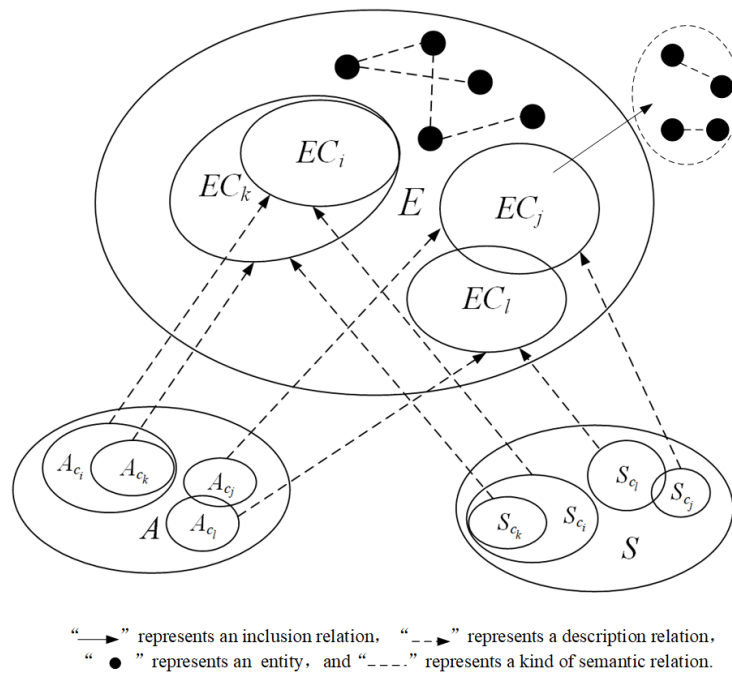 EC_i
EC_k
E
EC_j
EC_l
A_{c_i}
A_{c_k}
A_{c_j}
A
A_{c_l}
S_{c_l}
S_{c_j}
S_{c_k}
S_{c_i}
S
“ ” represents an inclusion relation, “ ” represents a description relation,
“ ● ” represents an entity, and “----” represents a kind of semantic relation.